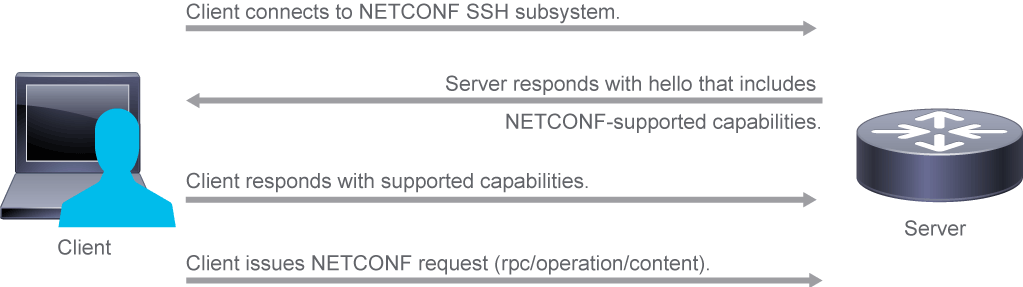 Client connects to NETCONF SSH subsystem.
Server responds with hello that includes
NETCONF-supported capabilities.
Client responds with supported capabilities.
Client
Server
Client issues NETCONF request (rpc/operation/content).